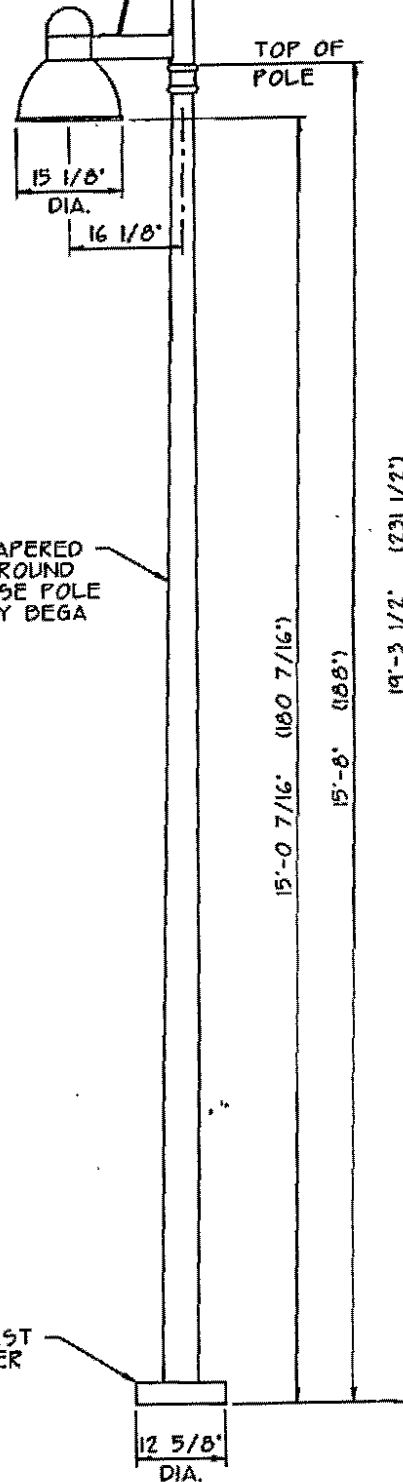 TOP OF
POLE
15 1/8"
DIA.
16 1/8"
APERED
ROUND
SE POLE
Y BEGA
15'-0 7/16" (180 7/16")
15'-8" (188")
19'-3 1/2" (231 1/2")
ST
ER
12 5/8"
DIA.